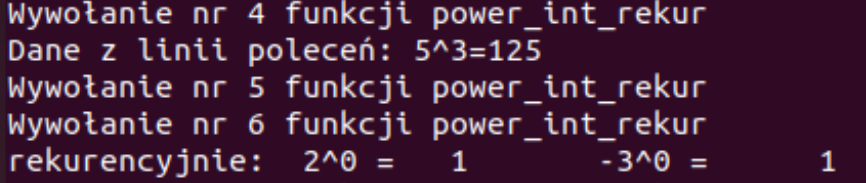 Wywołanie nr 4 funkcji power_int_rekur
Dane z linii poleceń: 5^3=125
Wywołanie nr 5 funkcji power_int_rekur
Wywołanie nr 6 funkcji power_int_rekur
rekurencyjnie:  2^0 =   1       -3^0 =       1